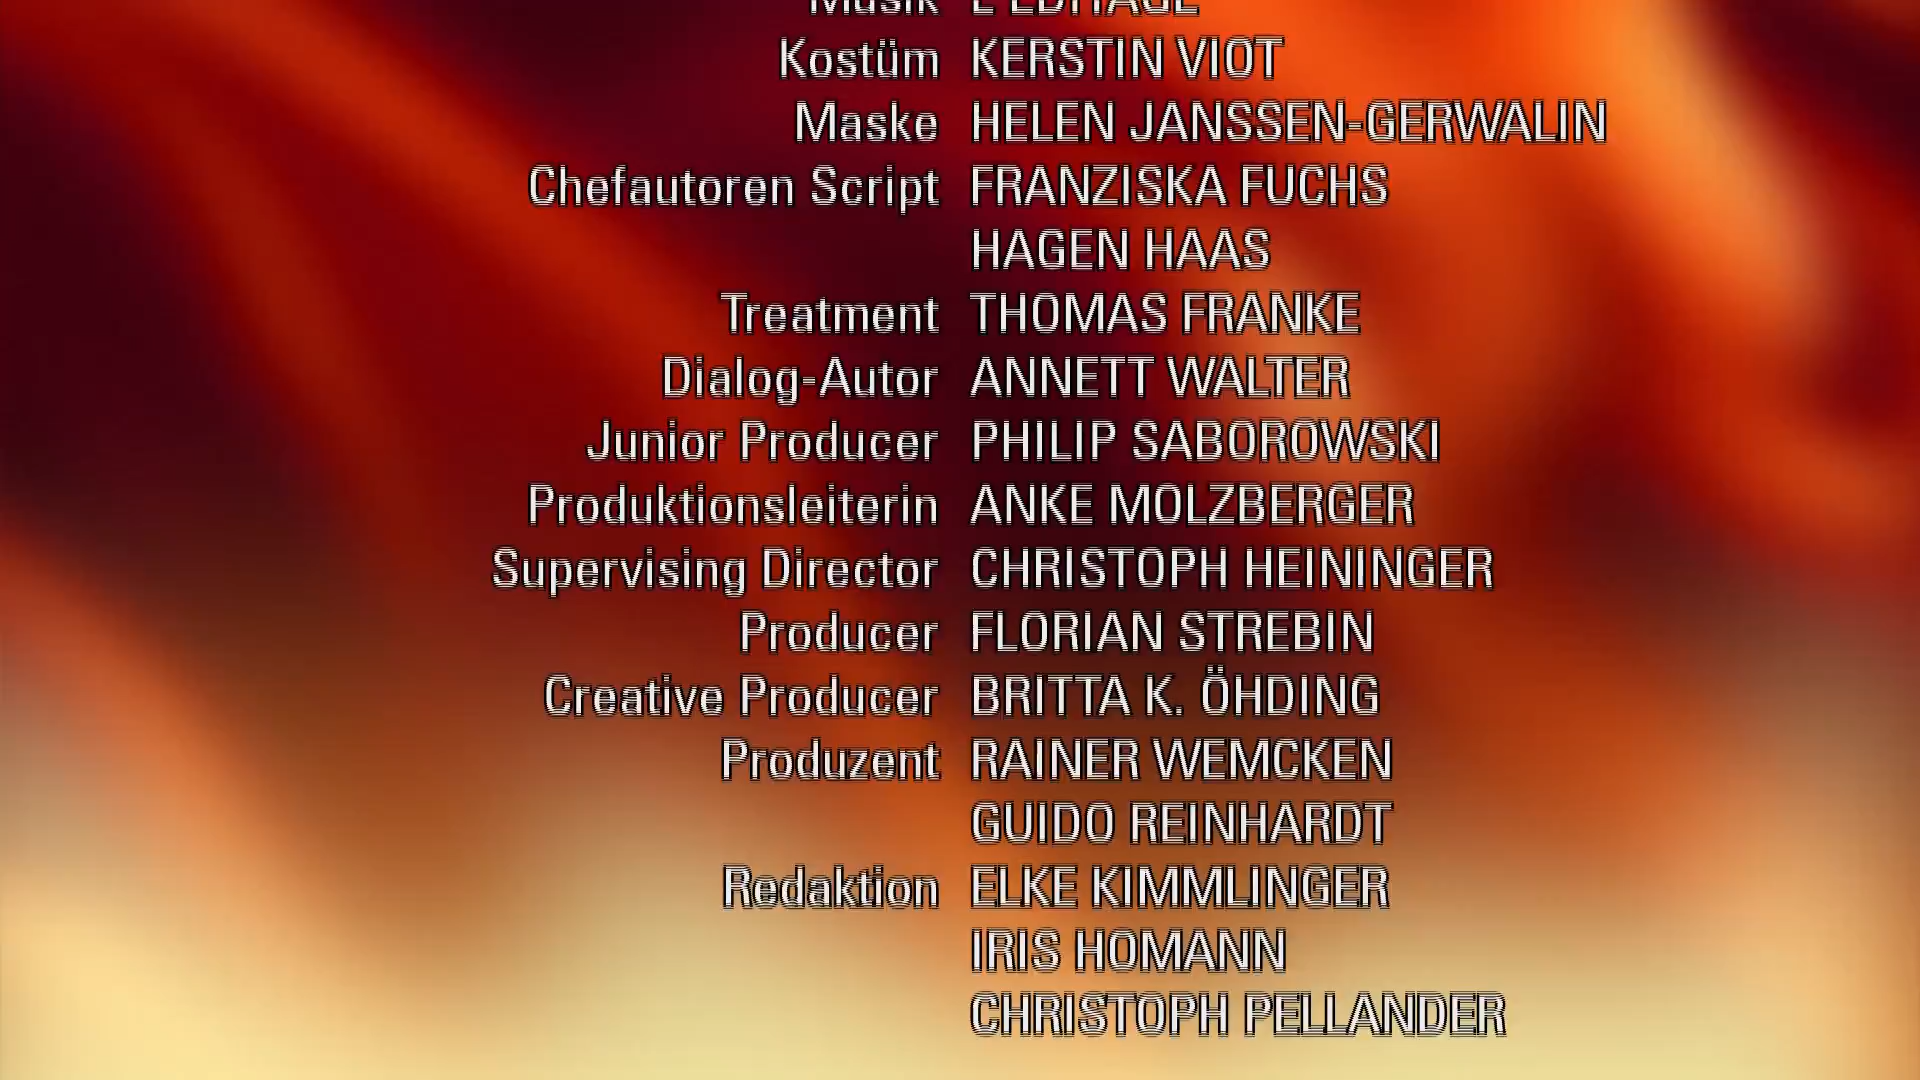 Musik L'EDITAGE
Kostüm KERSTIN VIOT
Maske HELEN JANSSEN-GERWALIN
Chefautoren Script FRANZISKA FUCHS
HAGEN HAAS
Treatment THOMAS FRANKE
Dialog-Autor ANNETT WALTER
Junior Producer PHILIP SABOROWSKI
Produktionsleiterin ANKE MOLZBERGER
Supervising Director CHRISTOPH HEININGER
Producer FLORIAN STREBIN
Creative Producer BRITTA K. ÖHDING
Produzent RAINER WEMCKEN
GUIDO REINHARDT
Redaktion ELKE KIMMLINGER
IRIS HOMANN
CHRISTOPH PELLANDER